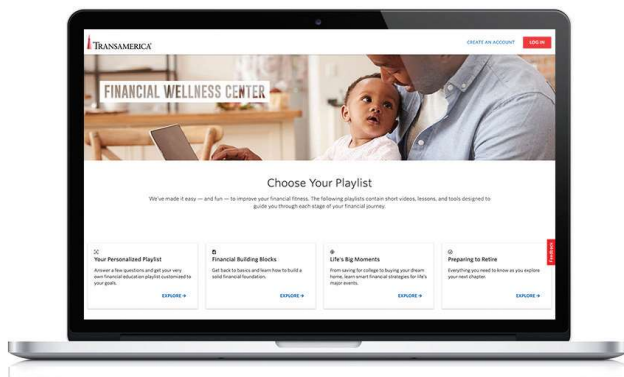 TRANSAMERICA®
CREATE AN ACCOUNT
LOG IN
FINANCIAL WELLNESS CENTER
Choose Your Playlist
We've made it easy — and fun — to improve your financial fitness. The following playlists contain short videos, lessons, and tools designed to
guide you through each stage of your financial journey.
Feedback
Your Personalized Playlist
Answer a few questions and get your very
own financial education playlist customized to
your goals.
EXPLORE →
Financial Building Blocks
Get back to basics and learn how to build a
solid financial foundation.
EXPLORE →
Life's Big Moments
From saving for college to buying your dream
home, learn smart financial strategies for life's
major events.
EXPLORE →
Preparing to Retire
Everything you need to know as you explore
your next chapter.
EXPLORE →